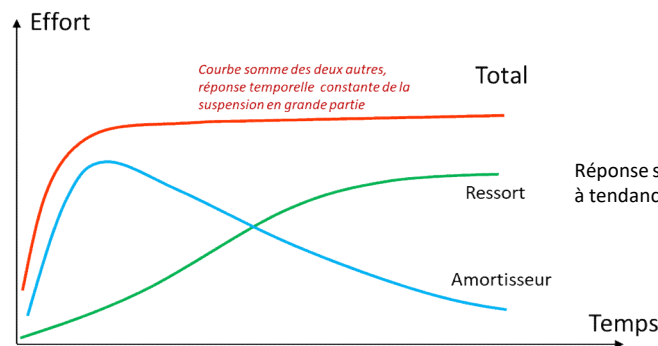 Effort
Courbe somme des deux autres,
réponse temporelle constante de la
suspension en grande partie
Total
Réponse s
à tendanc
Ressort
Amortisseur
Temps